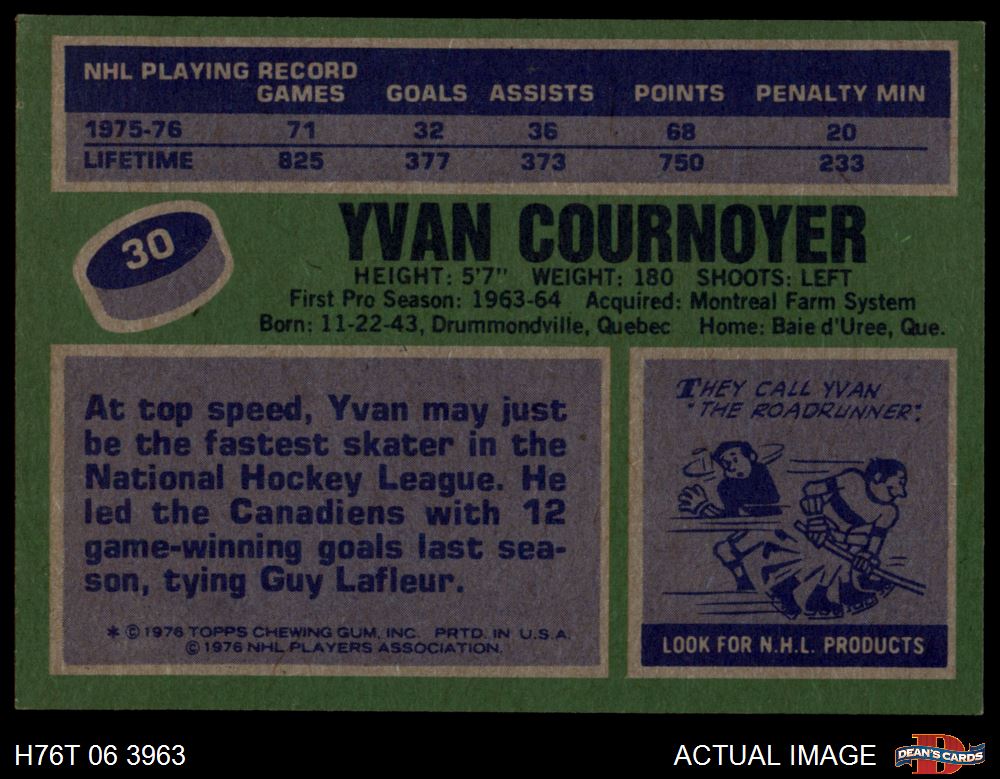 NHL PLAYING RECORD
GAMES GOALS ASSISTS POINTS PENALTY MIN
1975-76 71 32 36 68 20
LIFETIME 825 377 373 750 233
30
YVAN COURNOYER
HEIGHT: 5'7" WEIGHT: 180 SHOOTS: LEFT
First Pro Season: 1963-64 Acquired: Montreal Farm System
Born: 11-22-43, Drummondville, Quebec Home: Baie d'Uree, Que.
At top speed, Yvan may just
be the fastest skater in the
National Hockey League. He
led the Canadiens with 12
game-winning goals last sea-
son, tying Guy Lafleur.
* © 1976 TOPPS CHEWING GUM, INC. PRTD. IN U.S.A.
© 1976 NHL PLAYERS ASSOCIATION.
THEY CALL YVAN
"THE ROADRUNNER".
LOOK FOR N.H.L. PRODUCTS
H76T 06 3963
ACTUAL IMAGE
DEAN'S CARDS